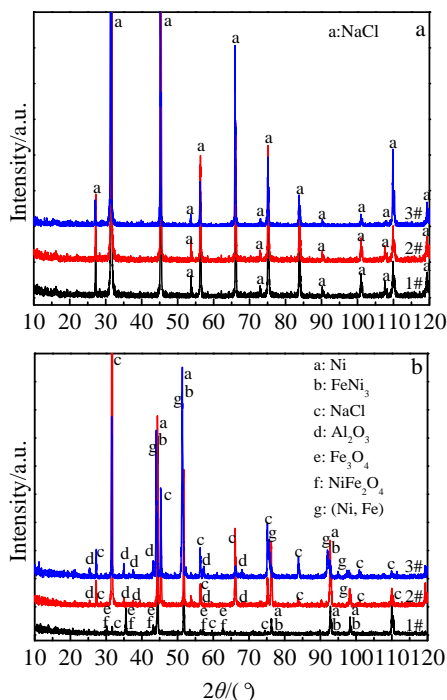 a
a:NaCl
a
a
a
a
a
a
a
a
a
a
a
a
a
3#
a
a
a
a
a
a
2#
a
a
a
a
a
a
1#
Intensity/a.u.
10 20 30 40 50 60 70 80 90 100 110 120
b
a: Ni
b: FeNi₃
c: NaCl
d: Al₂O₃
e: Fe₃O₄
f: NiFe₂O₄
g: (Ni, Fe)
c
a
g b
a
g b
c
c
c
g
c
a
b
g
c
c
3#
d
c
d
d
d
c
d
d
c
g
c
c
2#
d
c
d
d
c
d
e
f
c
e
f
e
f
c
e
f
c
a
b
a
b
a
b
c
1#
Intensity/a.u.
10 20 30 40 50 60 70 80 90 100 110 120
2θ/(°)